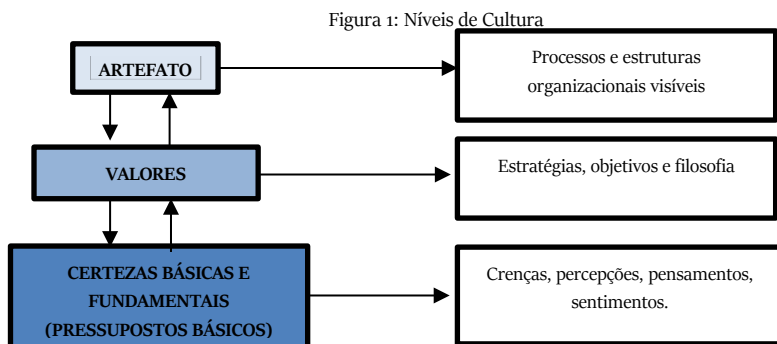 Figura 1: Níveis de Cultura
ARTEFATO
Processos e estruturas
organizacionais visíveis
VALORES
Estratégias, objetivos e filosofia
CERTEZAS BÁSICAS E
FUNDAMENTAIS
(PRESSUPOSTOS BÁSICOS)
Crenças, percepções, pensamentos,
sentimentos.